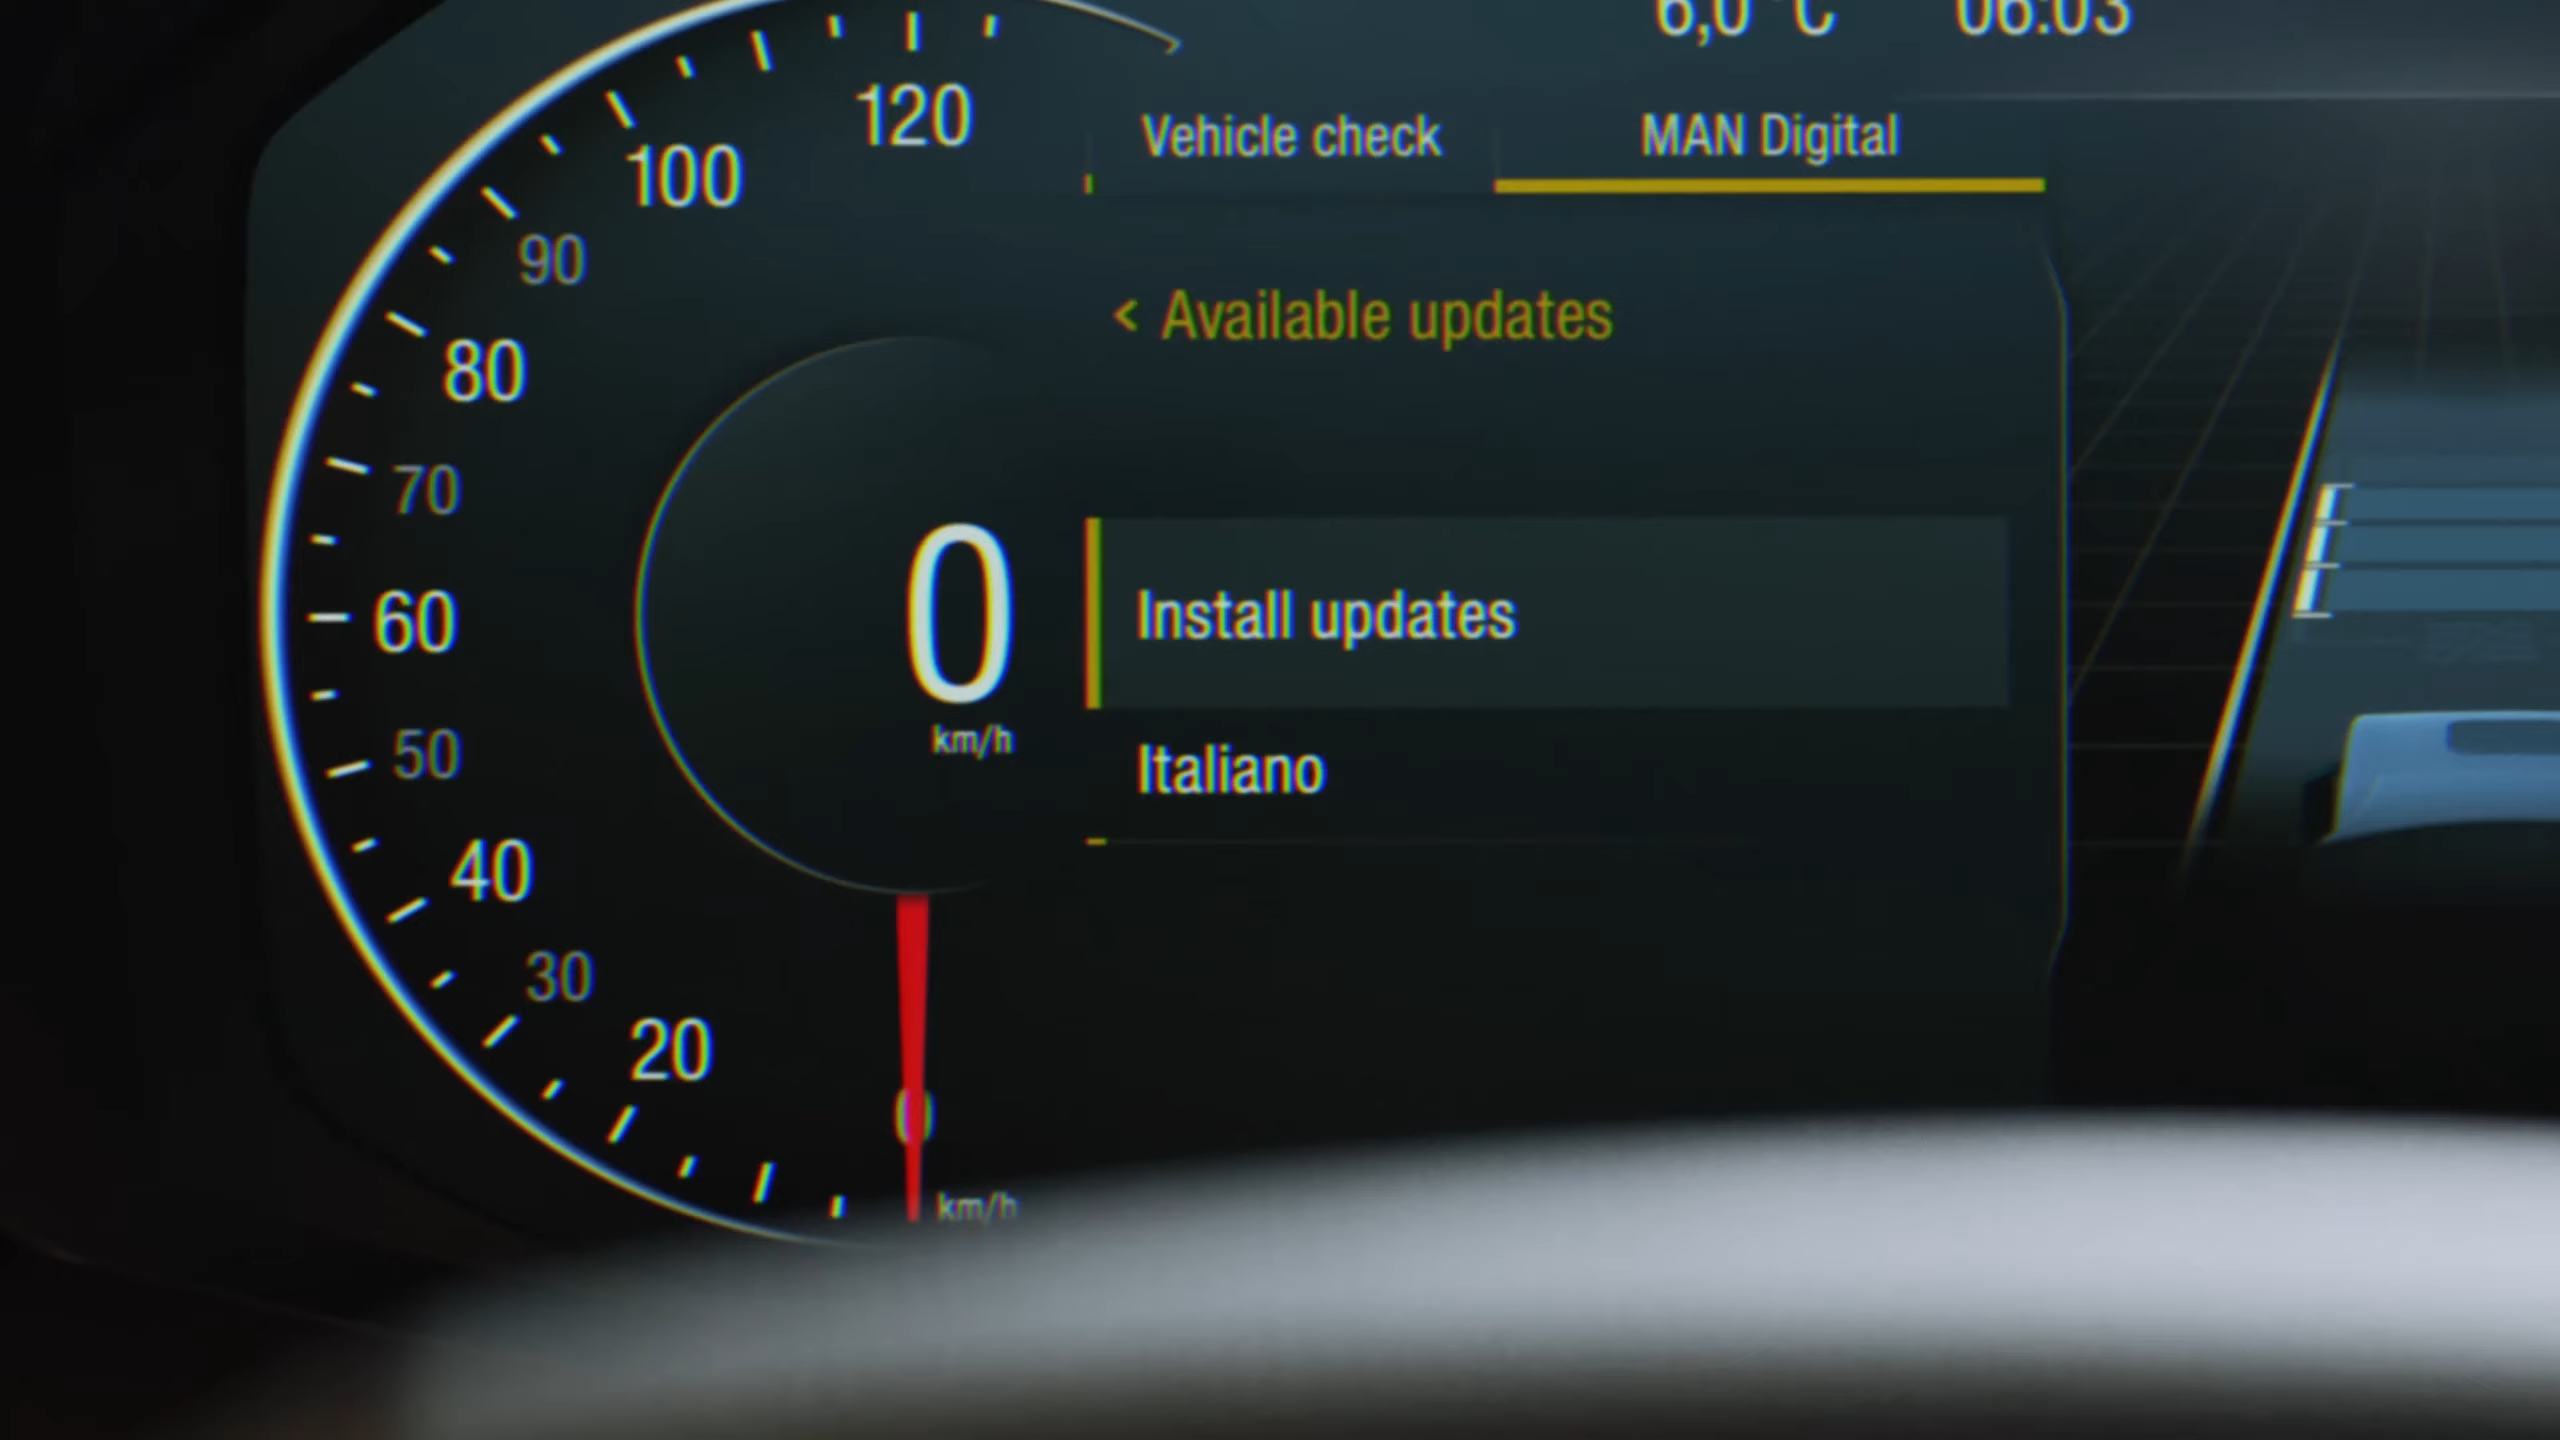 6,0 °C 06:03
Vehicle check MAN Digital
< Available updates
Install updates
Italiano
0
km/h
120
100
90
80
70
60
50
40
30
20
0
km/h